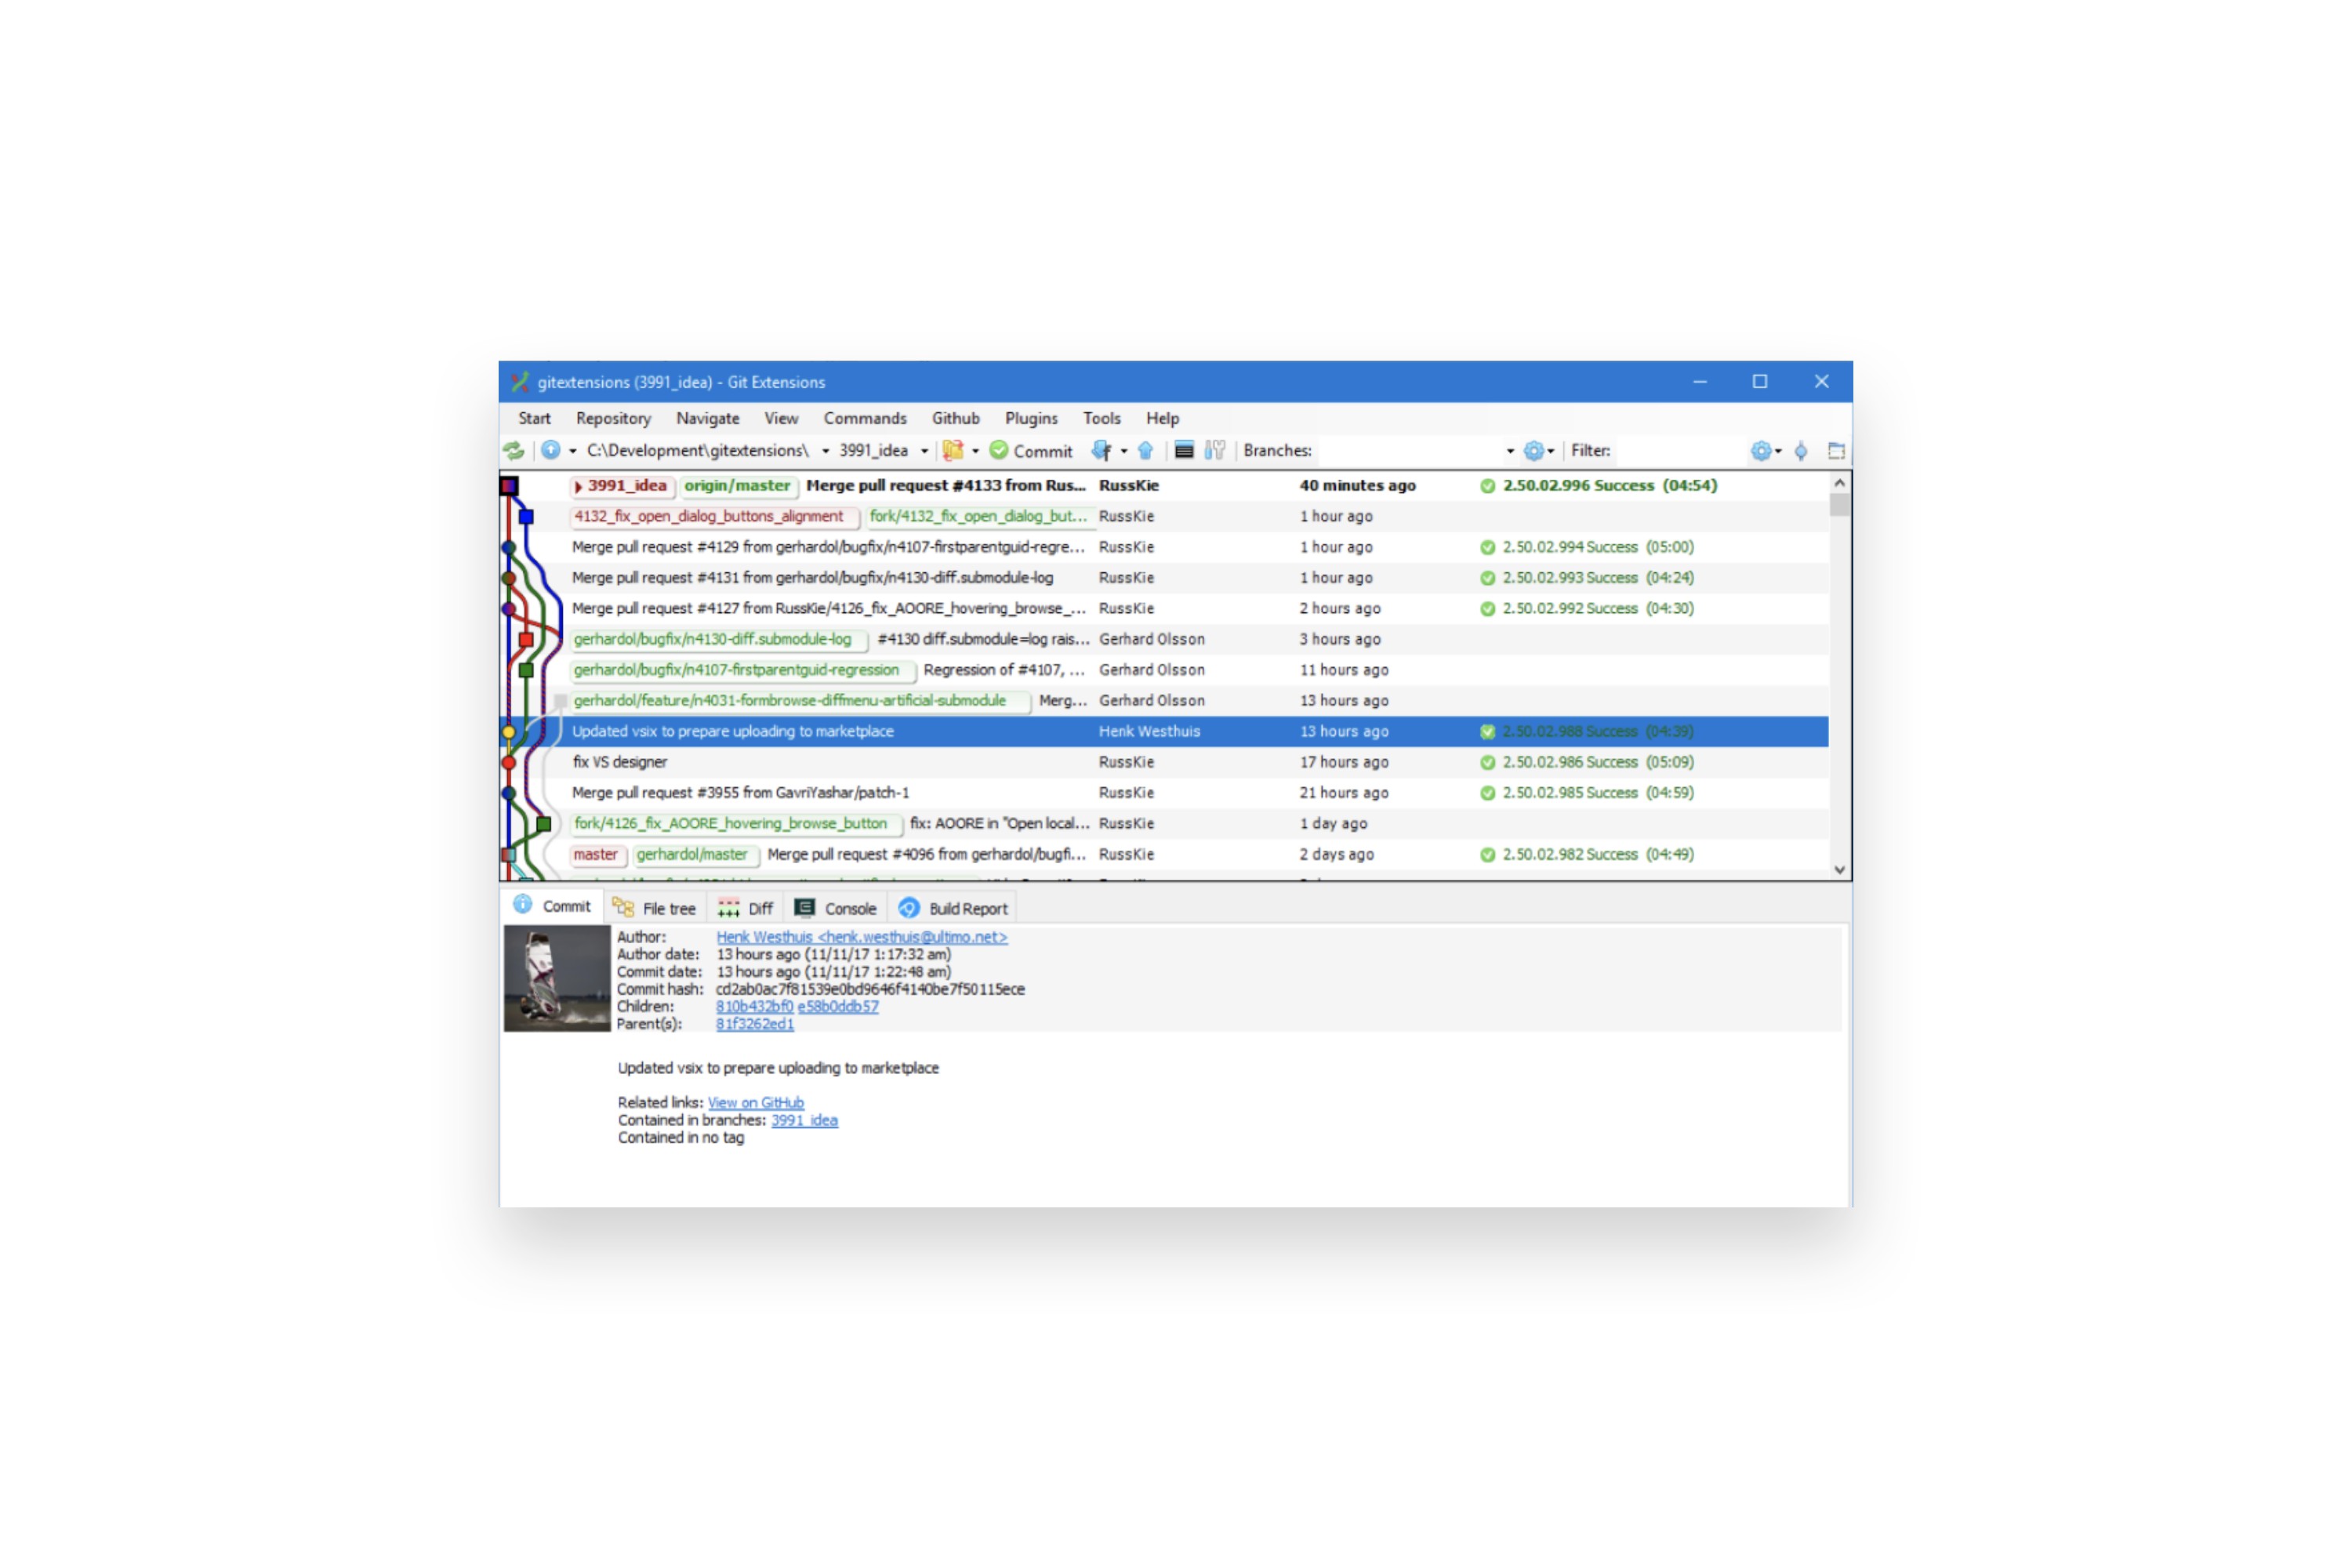 gitextensions (3991_idea) - Git Extensions
Start Repository Navigate View Commands Github Plugins Tools Help
C:\Development\gitextensions\ 3991_idea Commit Branches: Filter:
3991_idea origin/master Merge pull request #4133 from Rus... RussKie 40 minutes ago 2.50.02.996 Success (04:54)
4132_fix_open_dialog_buttons_alignment fork/4132_fix_open_dialog_but... RussKie 1 hour ago
Merge pull request #4129 from gerhardol/bugfix/n4107-firstparentguid-regre... RussKie 1 hour ago 2.50.02.994 Success (05:00)
Merge pull request #4131 from gerhardol/bugfix/n4130-diff.submodule-log RussKie 1 hour ago 2.50.02.993 Success (04:24)
Merge pull request #4127 from RussKie/4126_fix_AOORE_hovering_browse_... RussKie 2 hours ago 2.50.02.992 Success (04:30)
gerhardol/bugfix/n4130-diff.submodule-log #4130 diff.submodule=log rais... Gerhard Olsson 3 hours ago
gerhardol/bugfix/n4107-firstparentguid-regression Regression of #4107, ... Gerhard Olsson 11 hours ago
gerhardol/feature/n4031-formbrowse-diffmenu-artificial-submodule Merg... Gerhard Olsson 13 hours ago
Updated vsix to prepare uploading to marketplace Henk Westhuis 13 hours ago 2.50.02.988 Success (04:39)
fix VS designer RussKie 17 hours ago 2.50.02.986 Success (05:09)
Merge pull request #3955 from GavriYashar/patch-1 RussKie 21 hours ago 2.50.02.985 Success (04:59)
fork/4126_fix_AOORE_hovering_browse_button fix: AOORE in "Open local... RussKie 1 day ago
master gerhardol/master Merge pull request #4096 from gerhardol/bugfi... RussKie 2 days ago 2.50.02.982 Success (04:49)
Commit File tree Diff Console Build Report
Author: Henk Westhuis <henk.westhuis@ultimo.net>
Author date: 13 hours ago (11/11/17 1:17:32 am)
Commit date: 13 hours ago (11/11/17 1:22:48 am)
Commit hash: cd2ab0ac7f81539e0bd9646f4140be7f50115ece
Children: 810b432bf0 e58b0ddb57
Parent(s): 81f3262ed1
Updated vsix to prepare uploading to marketplace
Related links: View on GitHub
Contained in branches: 3991_idea
Contained in no tag